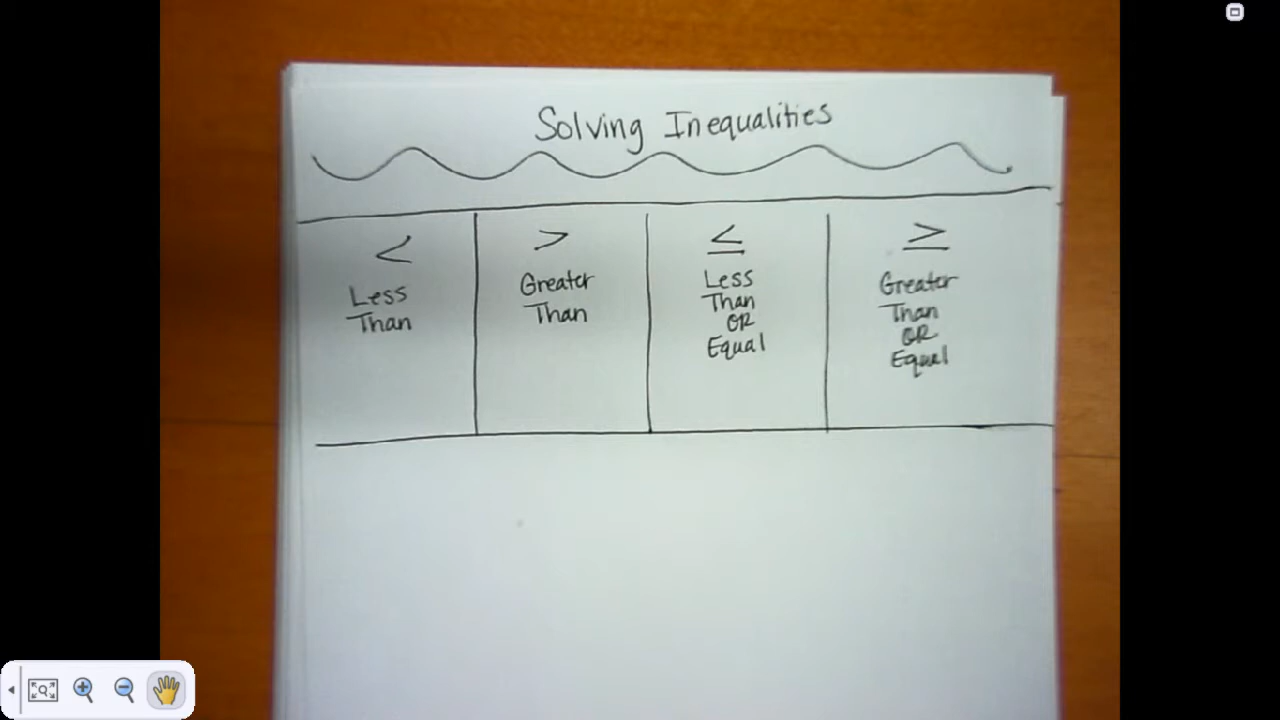 Solving Inequalities
<
Less
Than
>
Greater
Than
≤
Less
Than
OR
Equal
≥
Greater
Than
OR
Equal